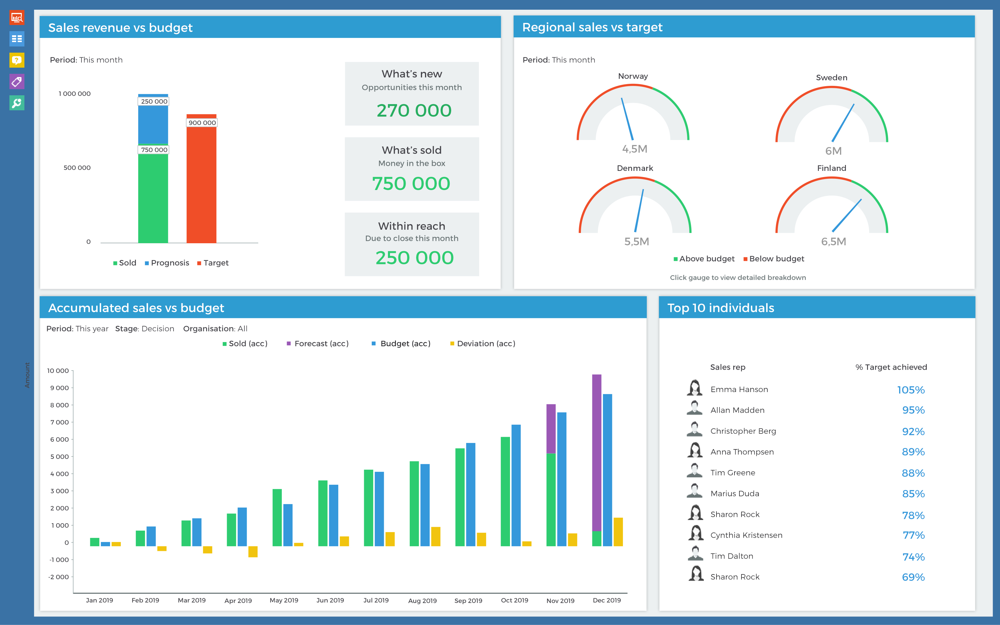 Sales revenue vs budget
Period: This month
1 000 000
500 000
0
250 000
750 000
900 000
Sold Prognosis Target
What's new
Opportunities this month
270 000
What's sold
Money in the box
750 000
Within reach
Due to close this month
250 000
Regional sales vs target
Period: This month
Norway
4,5M
Sweden
6M
Denmark
5,5M
Finland
6,5M
Above budget Below budget
Click gauge to view detailed breakdown
Accumulated sales vs budget
Period: This year Stage: Decision Organisation: All
Sold (acc) Forecast (acc) Budget (acc) Deviation (acc)
Amount
10 000
9 000
8 000
7 000
6 000
5 000
4 000
3 000
2 000
1 000
0
-1 000
-2 000
Jan 2019 Feb 2019 Mar 2019 Apr 2019 May 2019 Jun 2019 Jul 2019 Aug 2019 Sep 2019 Oct 2019 Nov 2019 Dec 2019
Top 10 individuals
Sales rep % Target achieved
Emma Hanson 105%
Allan Madden 95%
Christopher Berg 92%
Anna Thompsen 89%
Tim Greene 88%
Marius Duda 85%
Sharon Rock 78%
Cynthia Kristensen 77%
Tim Dalton 74%
Sharon Rock 69%